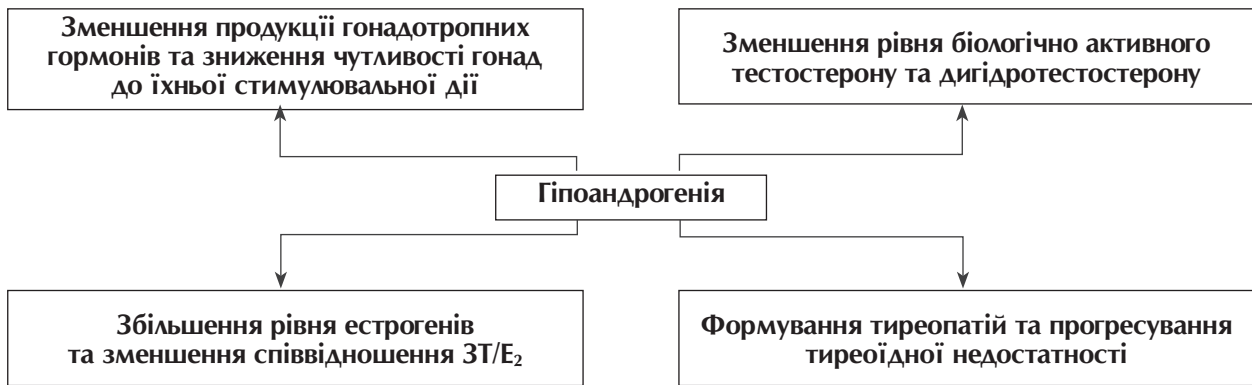 Зменшення продукції гонадотропних
гормонів та зниження чутливості гонад
до їхньої стимулювальної дії
Зменшення рівня біологічно активного
тестостерону та дигідротестостерону
Гіпоандрогенія
Збільшення рівня естрогенів
та зменшення співвідношення ЗТ/Е₂
Формування тиреопатій та прогресування
тиреоїдної недостатності